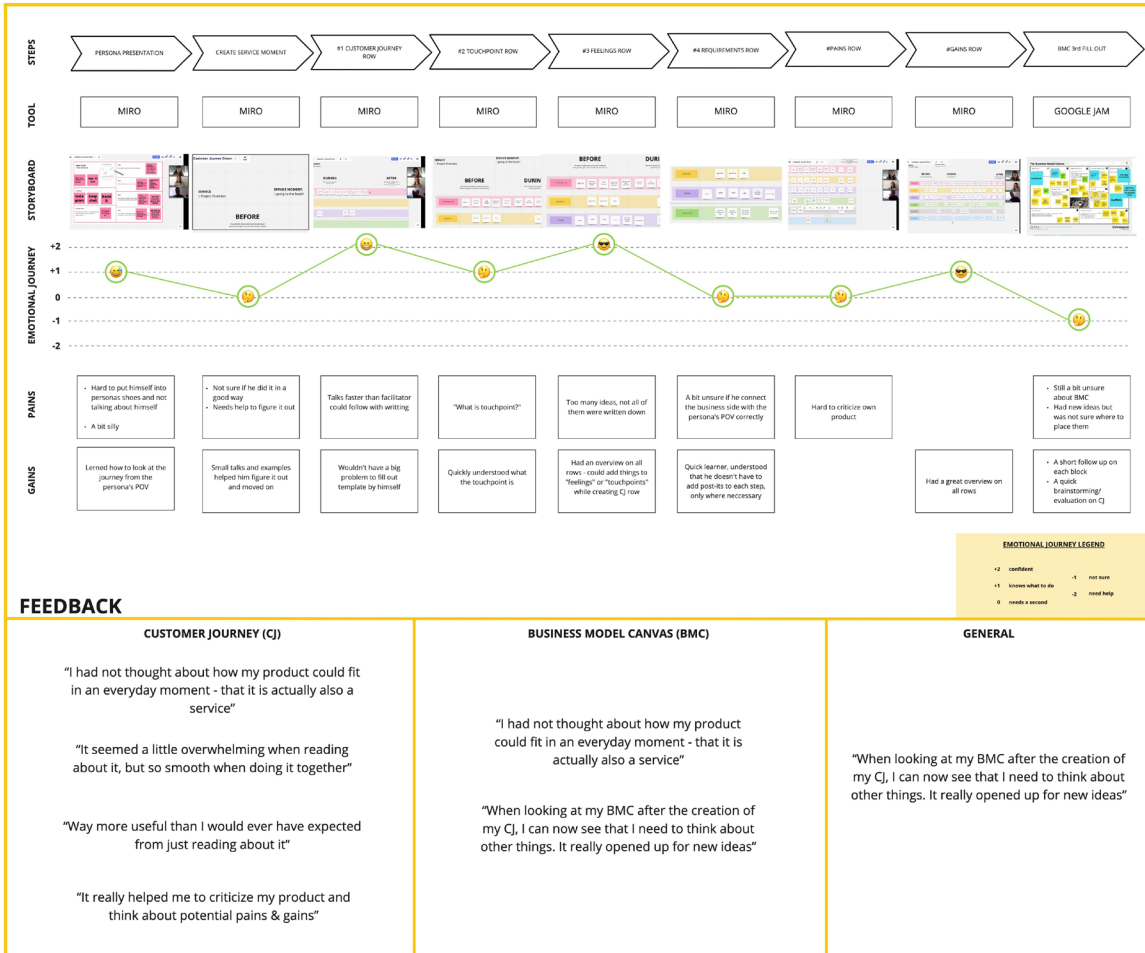 STEPS
PERSONA PRESENTATION
CREATE SERVICE MOMENT
#1 CUSTOMER JOURNEY
ROW
#2 TOUCHPOINT ROW
#3 FEELINGS ROW
#4 REQUIREMENTS ROW
#PAINS ROW
#GAINS ROW
BMC 3rd FILL OUT
TOOL
MIRO
MIRO
MIRO
MIRO
MIRO
MIRO
MIRO
MIRO
GOOGLE JAM
STORYBOARD
SERVICE
SERVICE MOMENT:
BEFORE
DURING
AFTER
BEFORE
DURIN
BEFORE
DURI
EMOTIONAL JOURNEY
+2
+1
0
-1
-2
PAINS
• Hard to put himself into
personas shoes and not
talking about himself
• A bit silly
• Not sure if he did it in a
good way
• Needs help to figure it out
Talks faster than facilitator
could follow with writting
"What is touchpoint?"
Too many ideas, not all of
them were written down
A bit unsure if he connect
the business side with the
persona's POV correctly
Hard to criticize own
product
• Still a bit unsure
about BMC
• Had new ideas but
was not sure where to
place them
GAINS
Lerned how to look at the
journey from the
persona's POV
Small talks and examples
helped him figure it out
and moved on
Wouldn't have a big
problem to fill out
template by himself
Quickly understood what
the touchpoint is
Had an overview on all
rows - could add things to
"feelings" or "touchpoints"
while creating CJ row
Quick learner, understood
that he doesn't have to
add post-its to each step,
only where neccessary
Had a great overview on
all rows
• A short follow up on
each block
• A quick
brainstorming/
evaluation on CJ
EMOTIONAL JOURNEY LEGEND
+2 confident
+1 knows what to do
0 needs a second
-1 not sure
-2 need help
FEEDBACK
CUSTOMER JOURNEY (CJ)
“I had not thought about how my product could fit
in an everyday moment - that it is actually also a
service”
“It seemed a little overwhelming when reading
about it, but so smooth when doing it together”
“Way more useful than I would ever have expected
from just reading about it”
“It really helped me to criticize my product and
think about potential pains & gains”
BUSINESS MODEL CANVAS (BMC)
“I had not thought about how my product
could fit in an everyday moment - that it is
actually also a service”
“When looking at my BMC after the creation of
my CJ, I can now see that I need to think about
other things. It really opened up for new ideas”
GENERAL
“When looking at my BMC after the creation of
my CJ, I can now see that I need to think about
other things. It really opened up for new ideas”